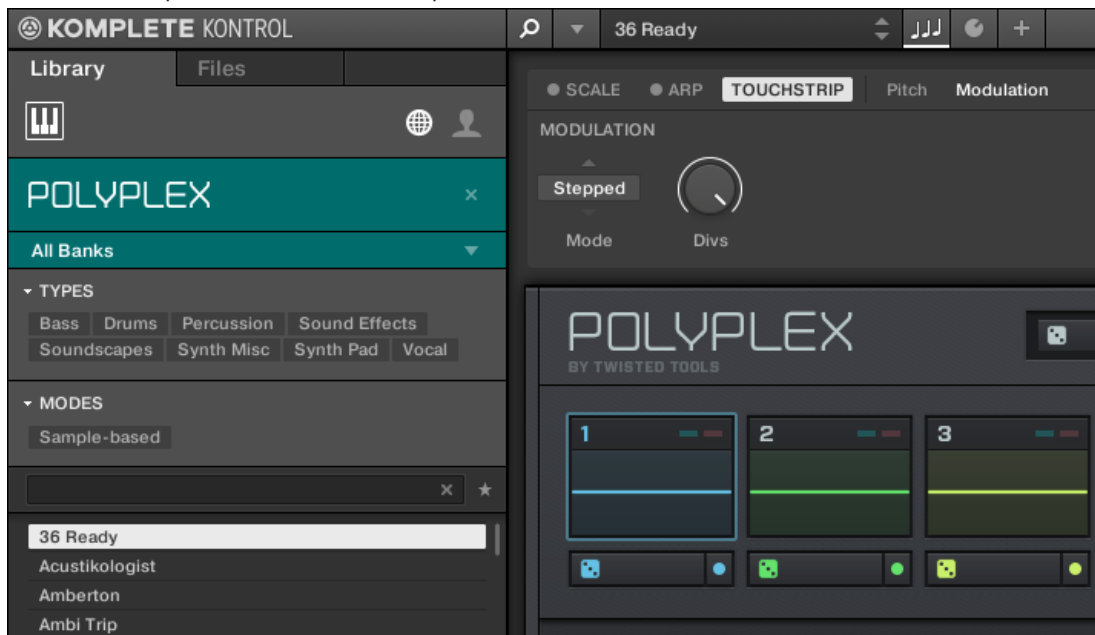 KOMPLETE KONTROL
36 Ready
Library Files
SCALE ARP TOUCHSTRIP Pitch Modulation
MODULATION
Stepped
Mode Divs
POLYPLEX
All Banks
TYPES
Bass Drums Percussion Sound Effects
Soundscapes Synth Misc Synth Pad Vocal
MODES
Sample-based
36 Ready
Acustikologist
Amberton
Ambi Trip
POLYPLEX
BY TWISTED TOOLS
1 2 3